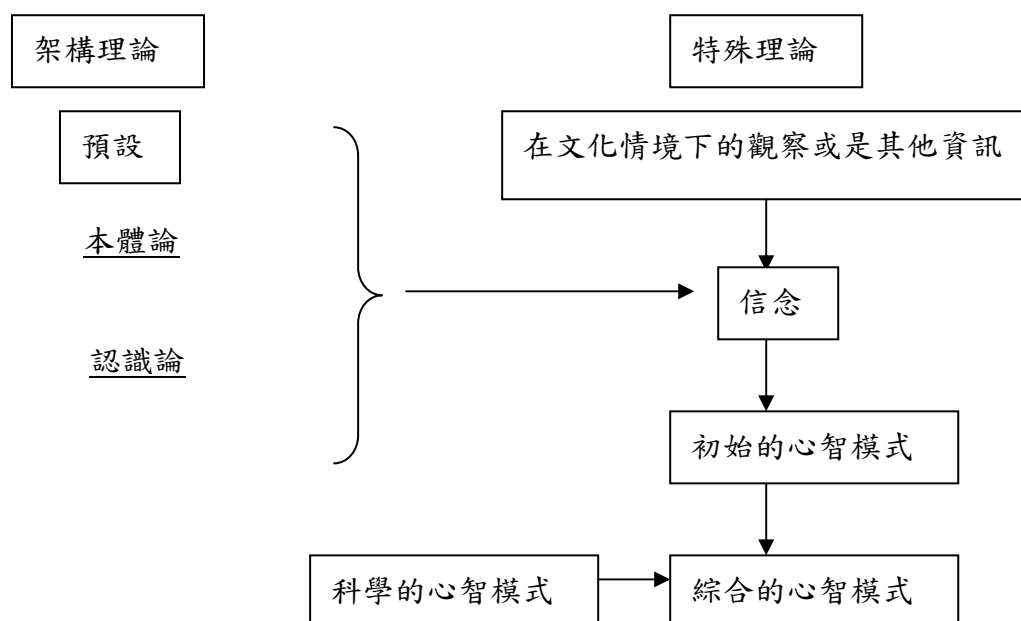 架構理論
特殊理論
預設
在文化情境下的觀察或是其他資訊
本體論
信念
認識論
初始的心智模式
科學的心智模式
綜合的心智模式